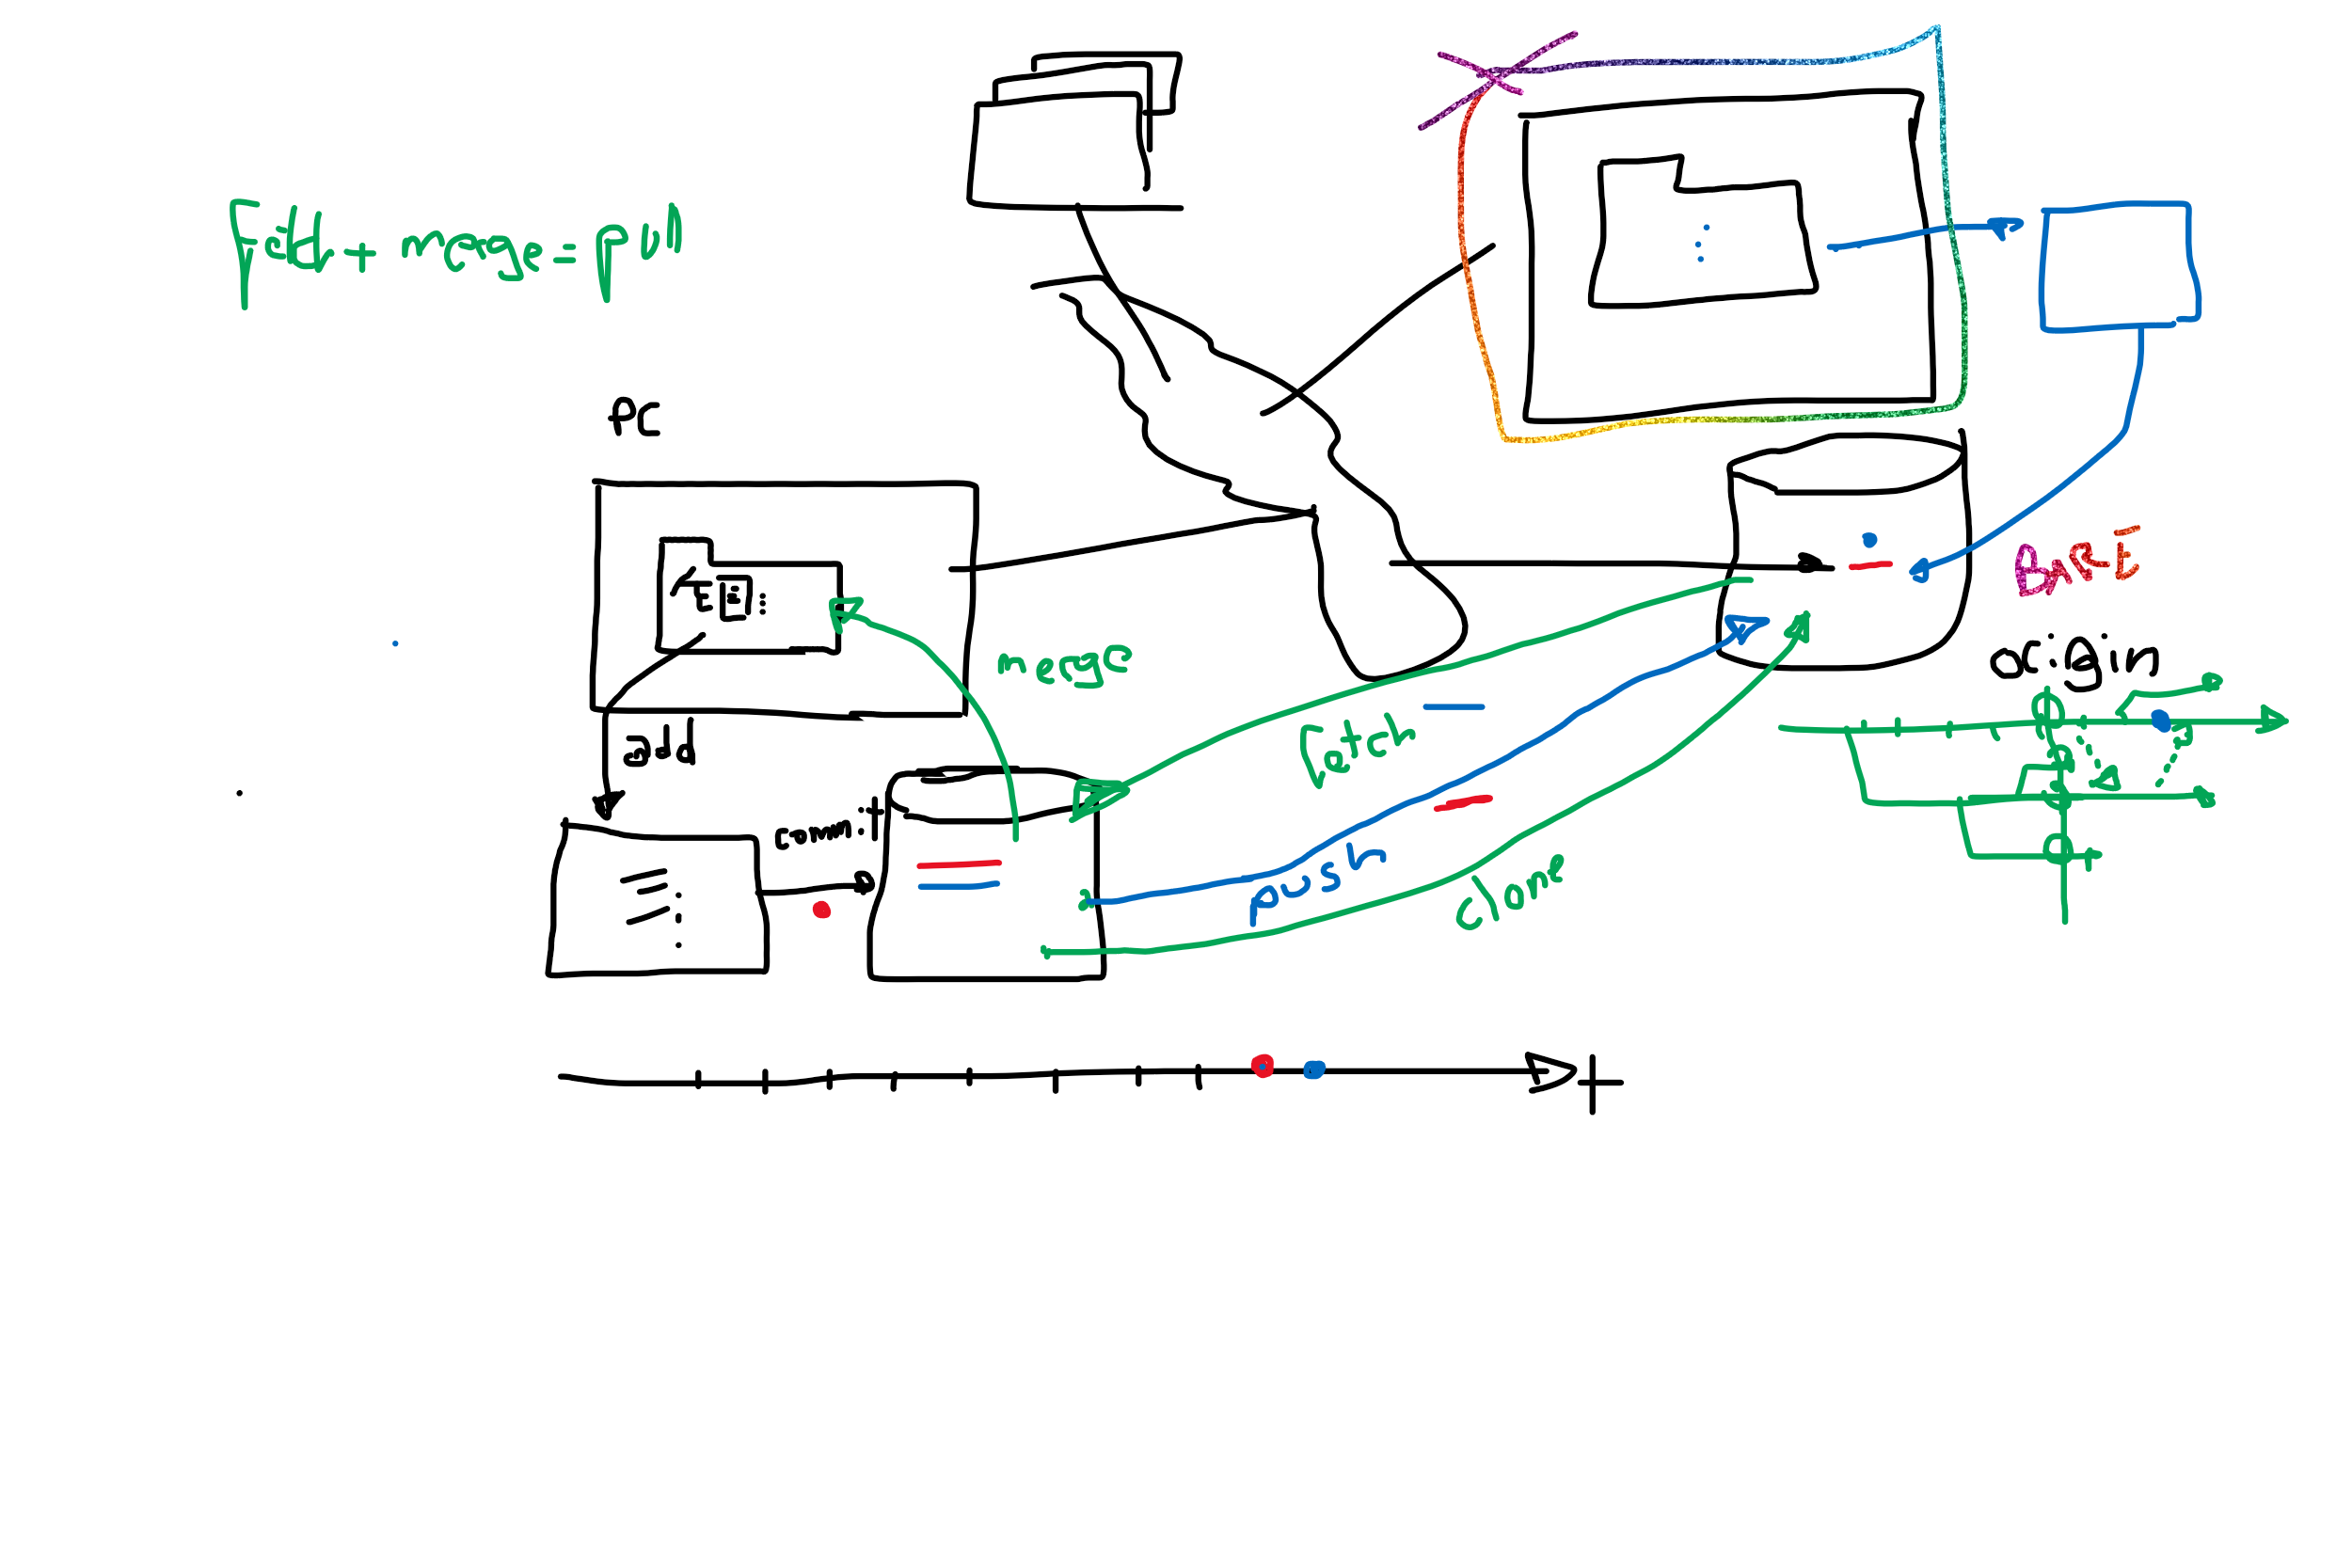 Fetch + merge = pull
PC
BARE
origin
merge
add
Fetch
commit
push
clone
t